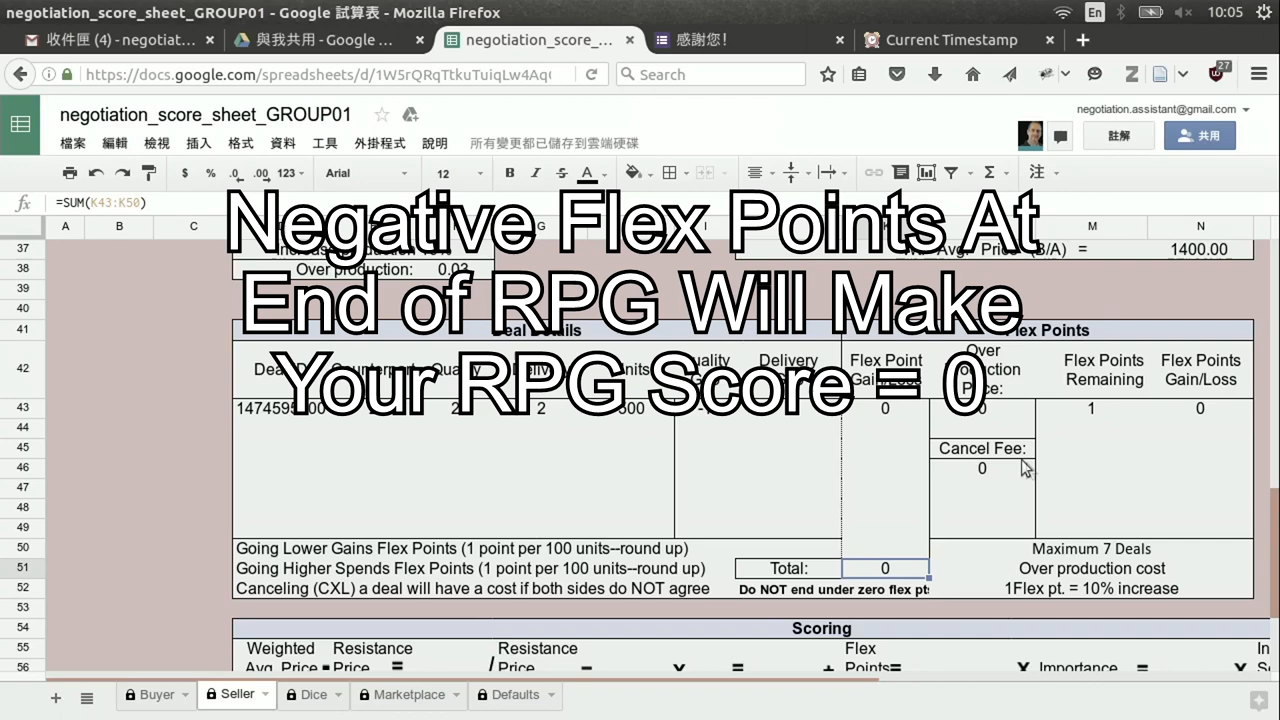 negotiation_score_sheet_GROUP01 - Google 試算表 - Mozilla Firefox
En
10:05
收件匣 (4) - negotiat...
與我共用 - Google ...
negotiation_score_sh...
感謝您!
Current Timestamp
https://docs.google.com/spreadsheets/d/1W5rQRqTtkuTuiqLw4Aq
Search
27
negotiation_score_sheet_GROUP01
negotiation.assistant@gmail.com
檔案 編輯 檢視 插入 格式 資料 工具 外掛程式 說明 所有變更都已儲存到雲端硬碟
註解
共用
$ % .0 .00 123 Arial 12 B I S A Σ 注
fx =SUM(K43:K50)
Negative Flex Points At
End of RPG Will Make
Your RPG Score = 0
A B C G I M N
37 1400.00
38 Over production: 0.03
39
40
41 Deal Details Flex Points
42 Delivery Flex Point Over Flex Points Flex Points
Price: Remaining Gain/Loss
43 2 2 0 0 1 0
44
45 Cancel Fee:
46 0
47
48
49
50 Going Lower Gains Flex Points (1 point per 100 units--round up) Maximum 7 Deals
51 Going Higher Spends Flex Points (1 point per 100 units--round up) Total: 0 Over production cost
52 Canceling (CXL) a deal will have a cost if both sides do NOT agree Do NOT end under zero flex pts 1Flex pt. = 10% increase
53
54 Scoring
55 Weighted Resistance Resistance Flex In
56 Avg. Price - Price = / Price - X = + Points= X Importance = X
Buyer Seller Dice Marketplace Defaults